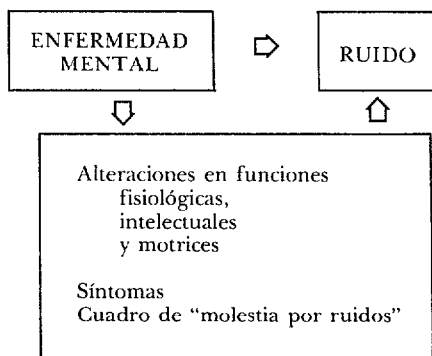 ENFERMEDAD
MENTAL
RUIDO
Alteraciones en funciones
fisiológicas,
intelectuales
y motrices
Síntomas
Cuadro de “molestia por ruidos”